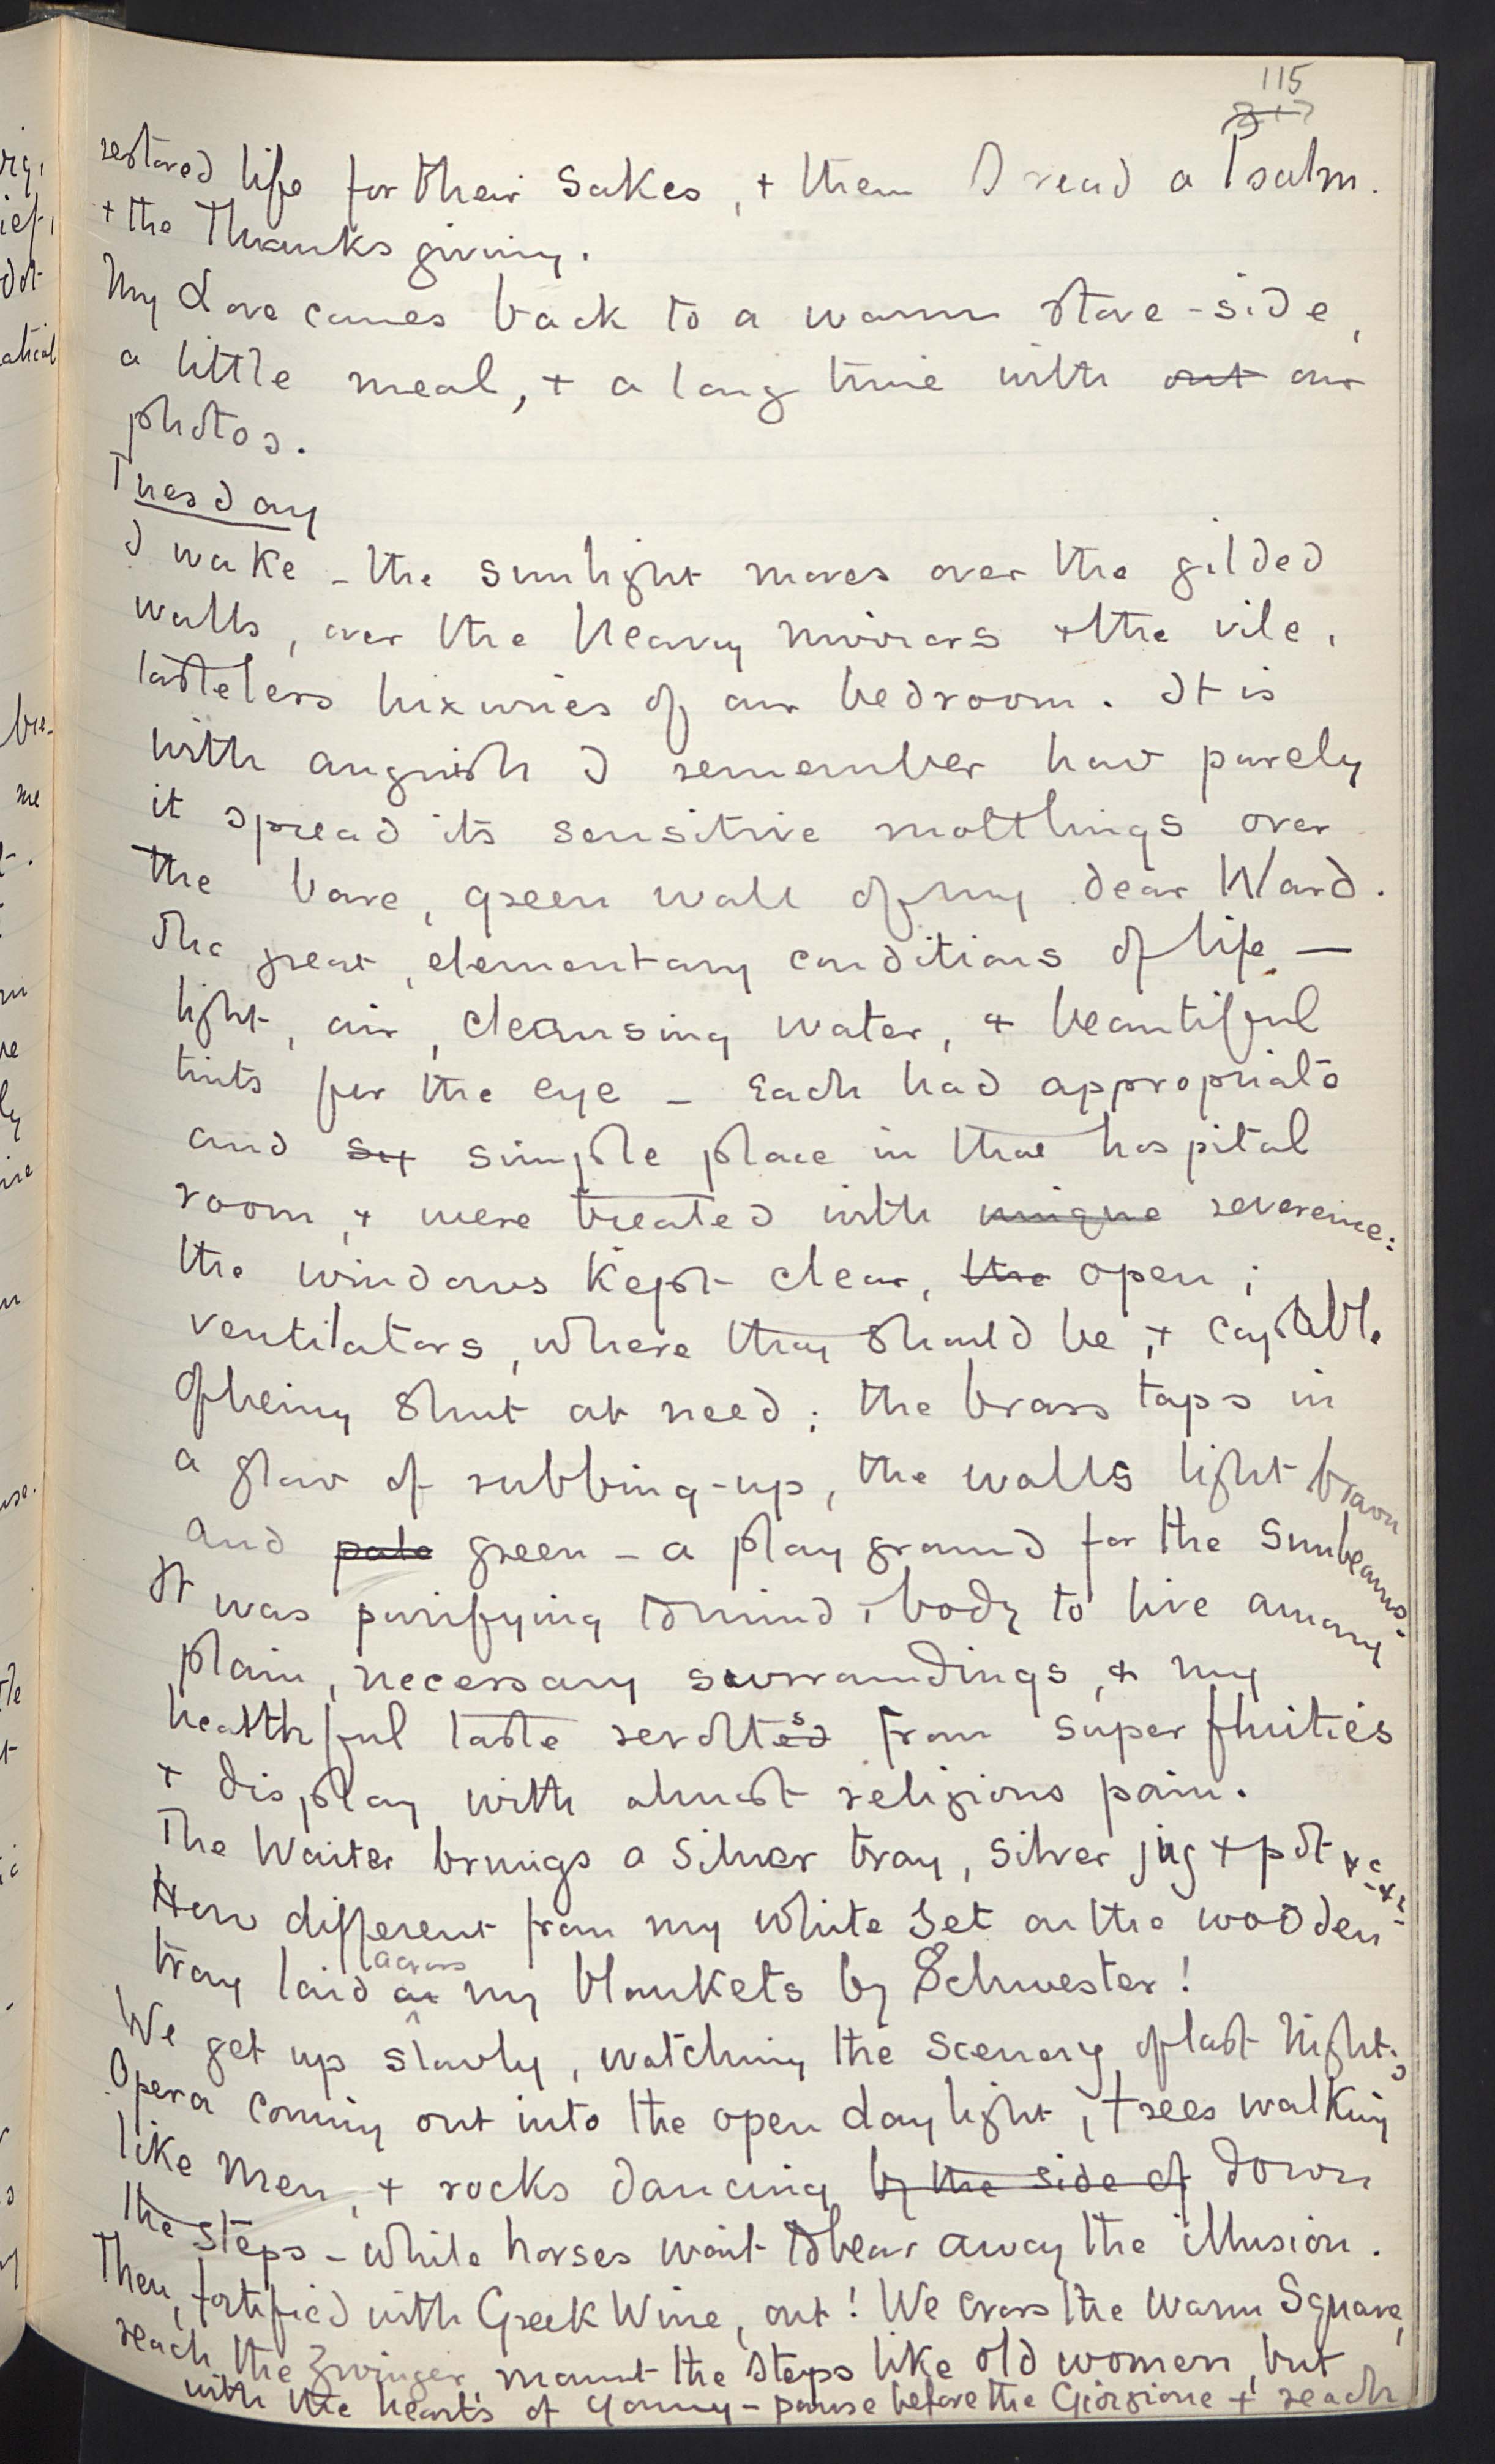 115
restored life for their sakes, + then I read a Psalm.
+ the Thanksgiving.
My Love comes back to a warm stove-side,
a little meal, + a long time with out our
photos.
Tuesday
I wake - the sunlight moves over the gilded
walls, over the heavy mirrors + the vile,
tasteless luxuries of our bedroom. It is
with anguish I remember how purely
it spread its sensitive mottlings over
the bare, green wall of my dear Ward.
The great, elementary conditions of life —
light, air, cleansing water, + beautiful
tints for the eye - Each had appropriate
and sy simple place in that hospital
room, + were treated with unique reverence:
the windows kept clear, the open;
ventilators, where they should be, + capable
of being shut at need; the brass taps in
a glow of rubbing-up, the walls light brown
and pale green - a play ground for the sunbeams.
It was purifying to mind + body to live among
plain, necessary surroundings, & my
healthful taste revolteds from superfluities
+ display with almost religious pain.
The Waiter brings a silver tray, silver jug + pot +c +c
How different from my white set on the wooden
tray laid on across my blankets by Schwester!
We get up slowly, watching the scenery of last Night's
Opera coming out into the open daylight, trees walking
like men, + rocks dancing by the side of down
the steps - while horses wait to bear away the illusion.
Then, fortified with Greek Wine, out! We cross the warm Square,
reach the Zwinger, mount the steps like old women, but
with the hearts of young - pause before the Giorgione + reach